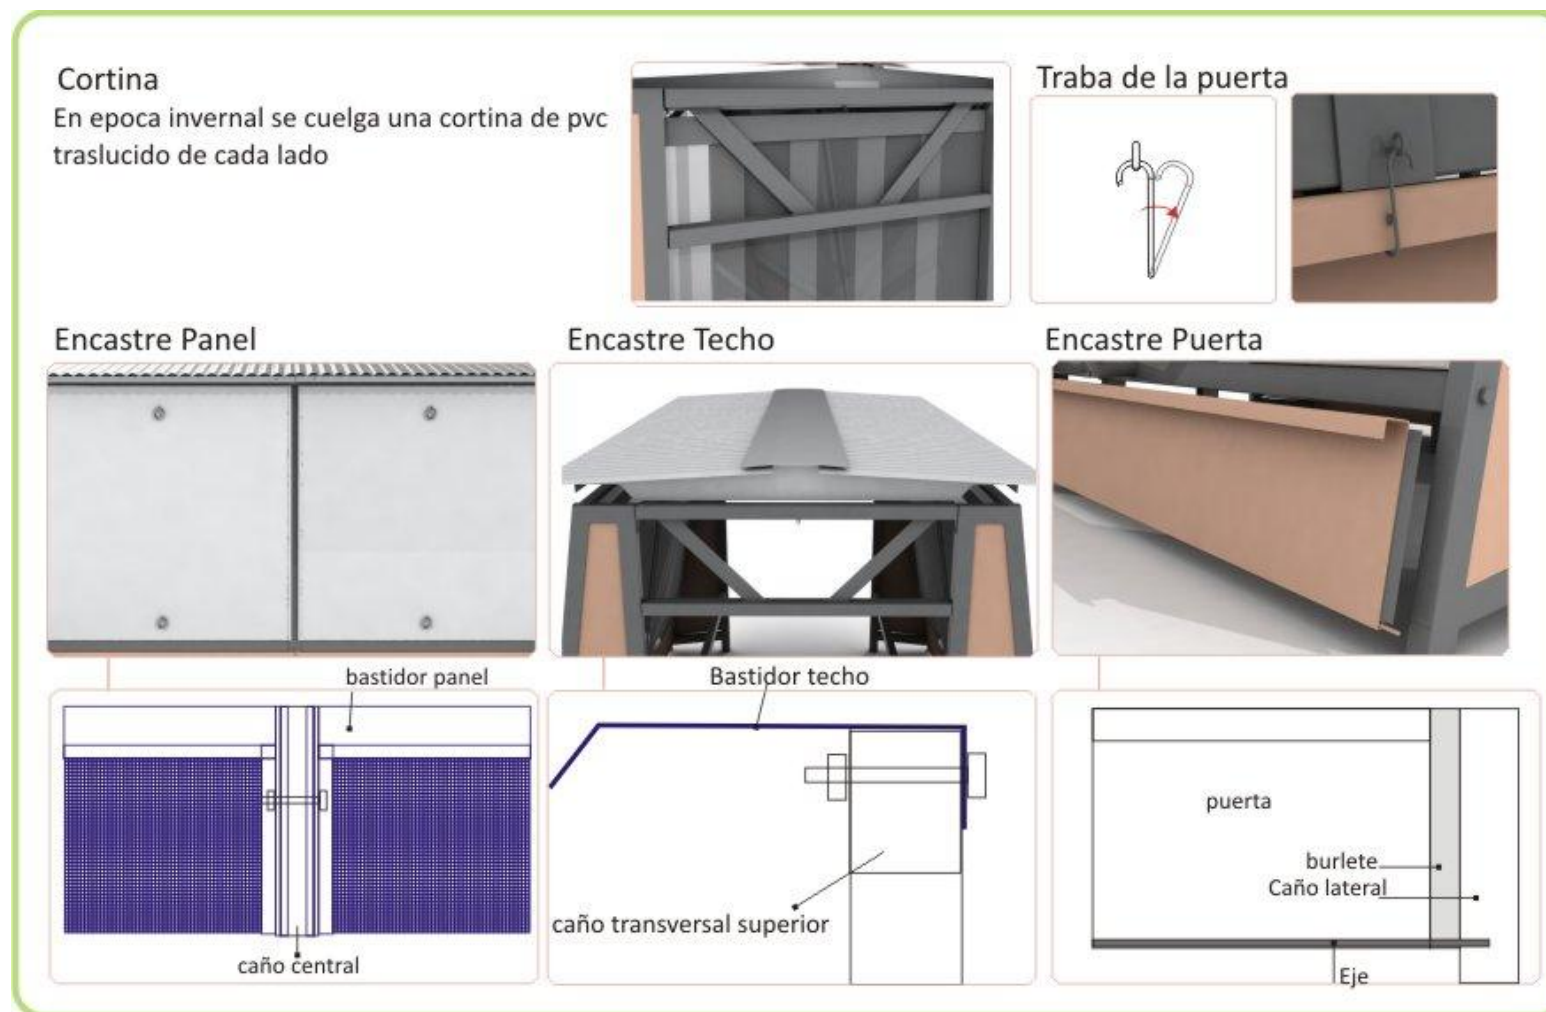 Cortina
En epoca invernal se cuelga una cortina de pvc
traslucido de cada lado
Traba de la puerta
Encastre Panel
Encastre Techo
Encastre Puerta
bastidor panel
caño central
Bastidor techo
caño transversal superior
puerta
burlete
Caño lateral
Eje